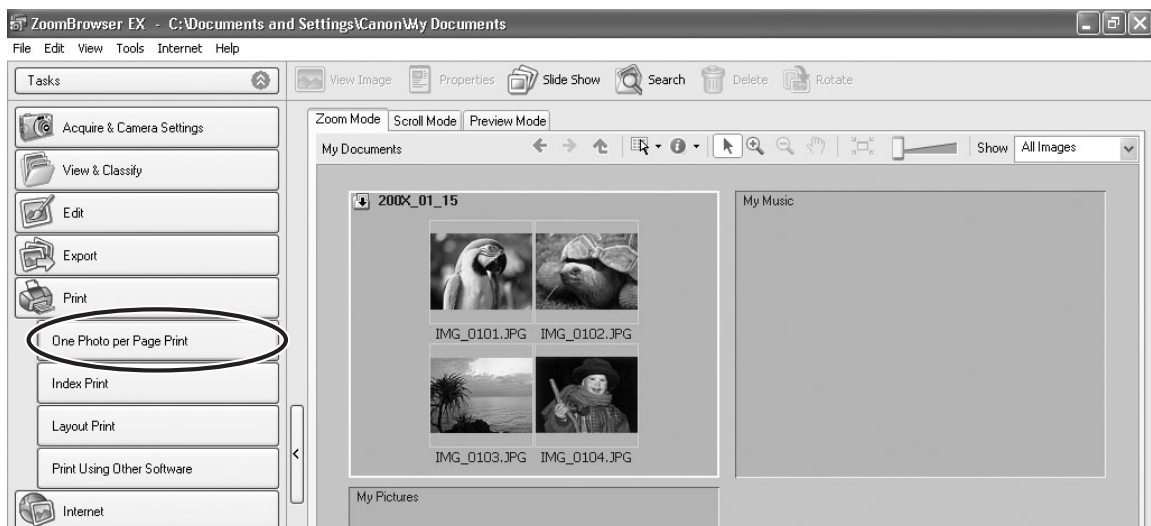 ZoomBrowser EX - C:\Documents and Settings\Canon\My Documents
File Edit View Tools Internet Help
Tasks
View Image Properties Slide Show Search Delete Rotate
Acquire & Camera Settings
View & Classify
Edit
Export
Print
One Photo per Page Print
Index Print
Layout Print
Print Using Other Software
Internet
Zoom Mode Scroll Mode Preview Mode
My Documents Show All Images
200X_01_15
IMG_0101.JPG IMG_0102.JPG
IMG_0103.JPG IMG_0104.JPG
My Music
My Pictures